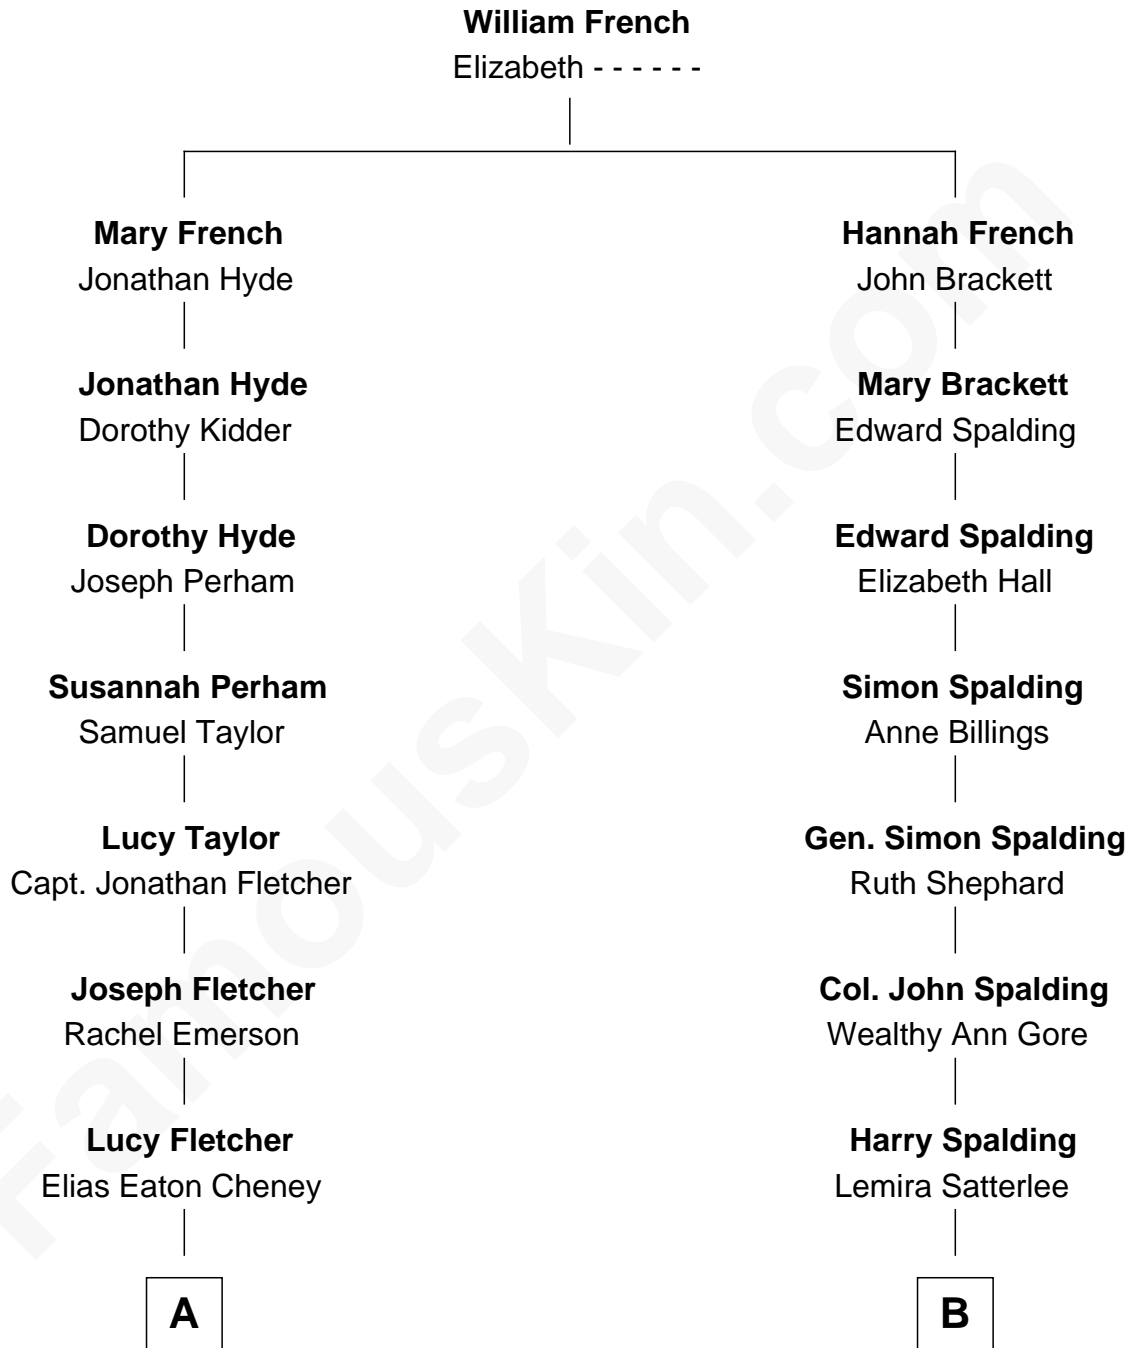 William French
Elizabeth - - - - - -
Mary French
Jonathan Hyde
Hannah French
John Brackett
Jonathan Hyde
Dorothy Kidder
Mary Brackett
Edward Spalding
Dorothy Hyde
Joseph Perham
Edward Spalding
Elizabeth Hall
Susannah Perham
Samuel Taylor
Simon Spalding
Anne Billings
Lucy Taylor
Capt. Jonathan Fletcher
Gen. Simon Spalding
Ruth Shephard
Joseph Fletcher
Rachel Emerson
Col. John Spalding
Wealthy Ann Gore
Lucy Fletcher
Elias Eaton Cheney
Harry Spalding
Lemira Satterlee
A
B
FamousKin.com